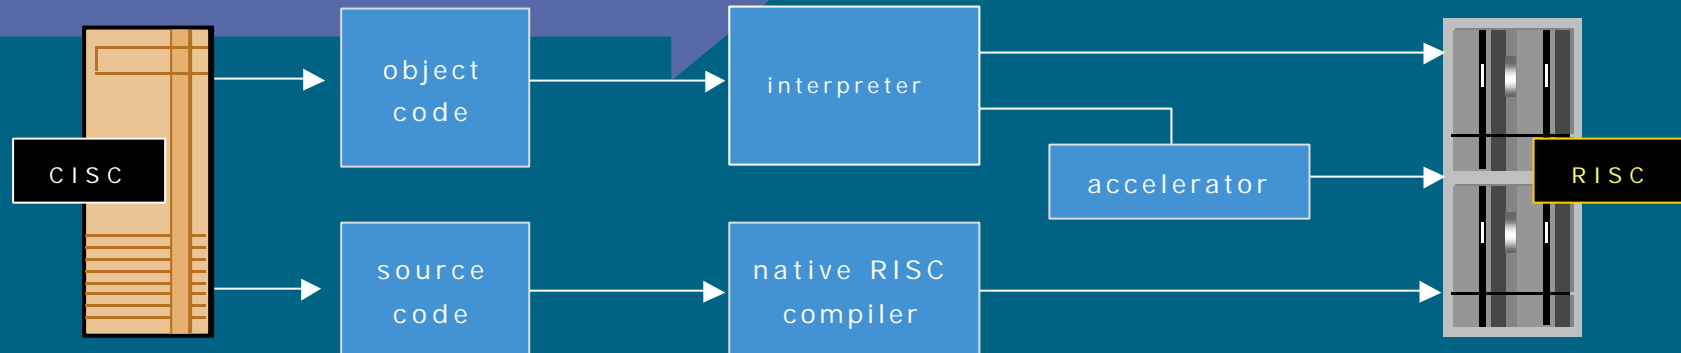 CISC
object
code
interpreter
accelerator
RISC
source
code
native RISC
compiler